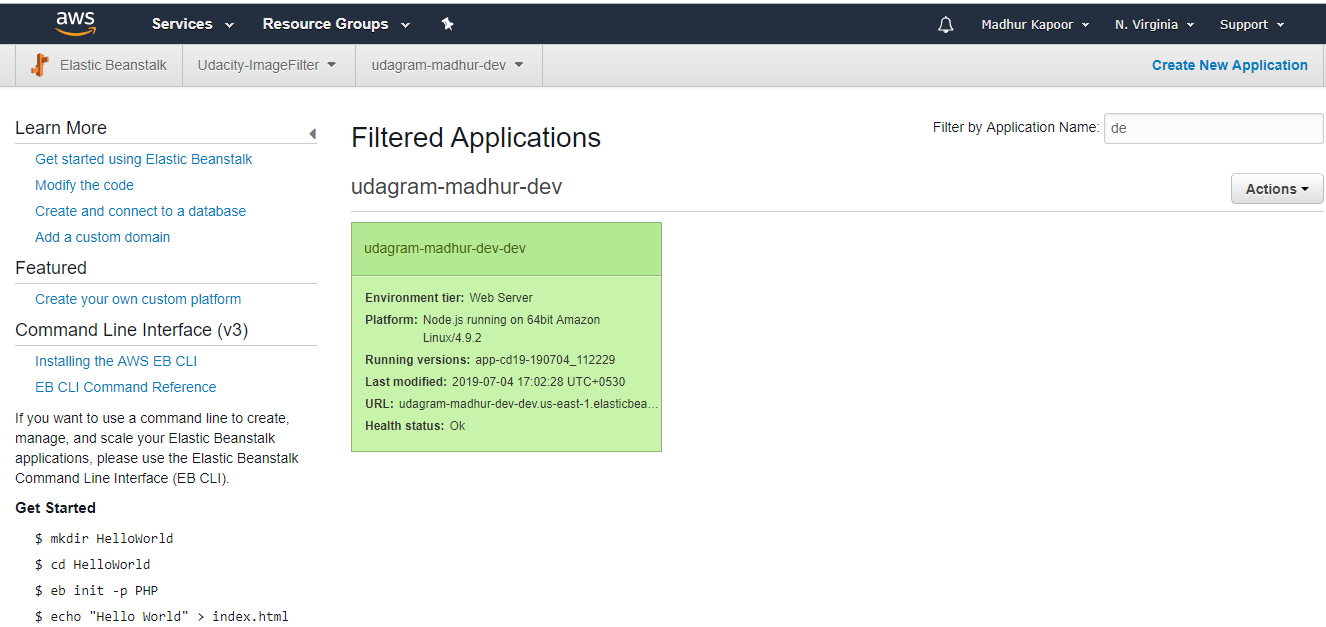 aws Services Resource Groups Madhur Kapoor N. Virginia Support
Elastic Beanstalk Udacity-ImageFilter udagram-madhur-dev Create New Application
Learn More
Get started using Elastic Beanstalk
Modify the code
Create and connect to a database
Add a custom domain
Featured
Create your own custom platform
Command Line Interface (v3)
Installing the AWS EB CLI
EB CLI Command Reference
If you want to use a command line to create,
manage, and scale your Elastic Beanstalk
applications, please use the Elastic Beanstalk
Command Line Interface (EB CLI).
Get Started
$ mkdir HelloWorld
$ cd HelloWorld
$ eb init -p PHP
$ echo "Hello World" > index.html
Filtered Applications
Filter by Application Name: de
udagram-madhur-dev
Actions
udagram-madhur-dev-dev
Environment tier: Web Server
Platform: Node.js running on 64bit Amazon
Linux/4.9.2
Running versions: app-cd19-190704_112229
Last modified: 2019-07-04 17:02:28 UTC+0530
URL: udagram-madhur-dev-dev.us-east-1.elasticbea...
Health status: Ok